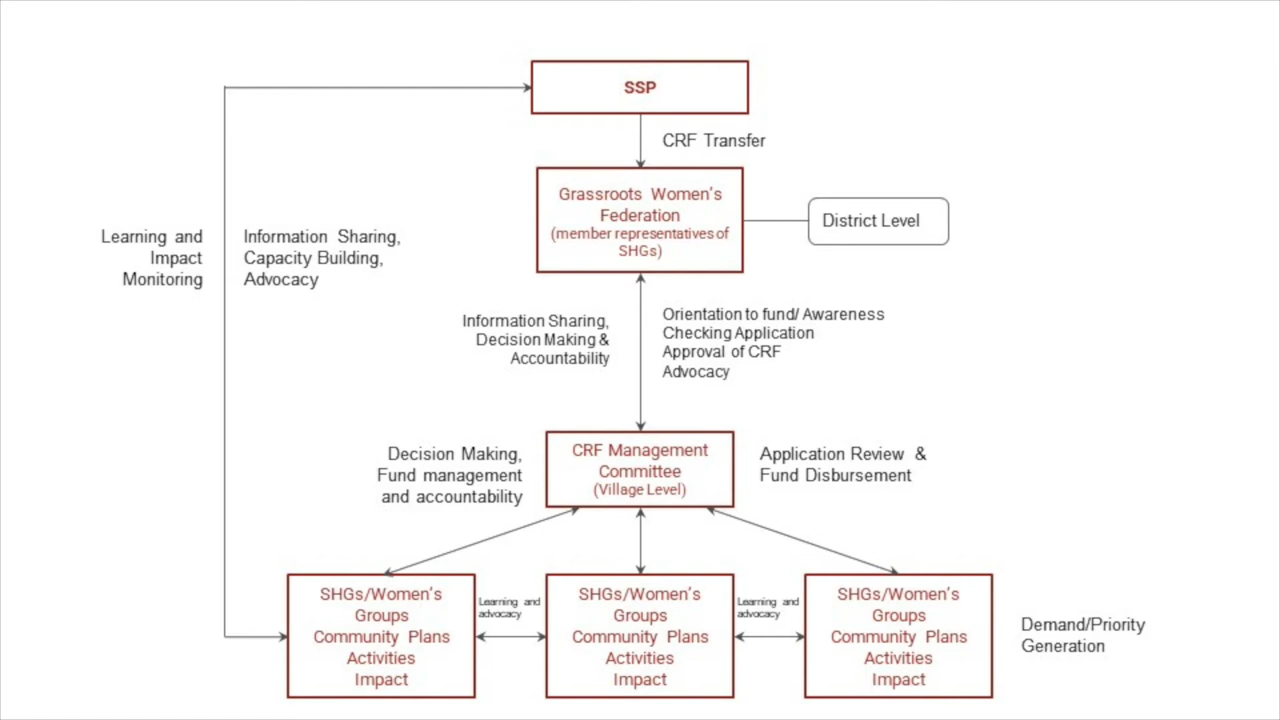 SSP
CRF Transfer
Grassroots Women's
Federation
(member representatives of
SHGs)
District Level
Learning and
Impact
Monitoring
Information Sharing,
Capacity Building,
Advocacy
Information Sharing,
Decision Making &
Accountability
Orientation to fund/ Awareness
Checking Application
Approval of CRF
Advocacy
CRF Management
Committee
(Village Level)
Decision Making,
Fund management
and accountability
Application Review &
Fund Disbursement
SHGs/Women's
Groups
Community Plans
Activities
Impact
Learning and
advocacy
SHGs/Women's
Groups
Community Plans
Activities
Impact
Learning and
advocacy
SHGs/Women's
Groups
Community Plans
Activities
Impact
Demand/Priority
Generation